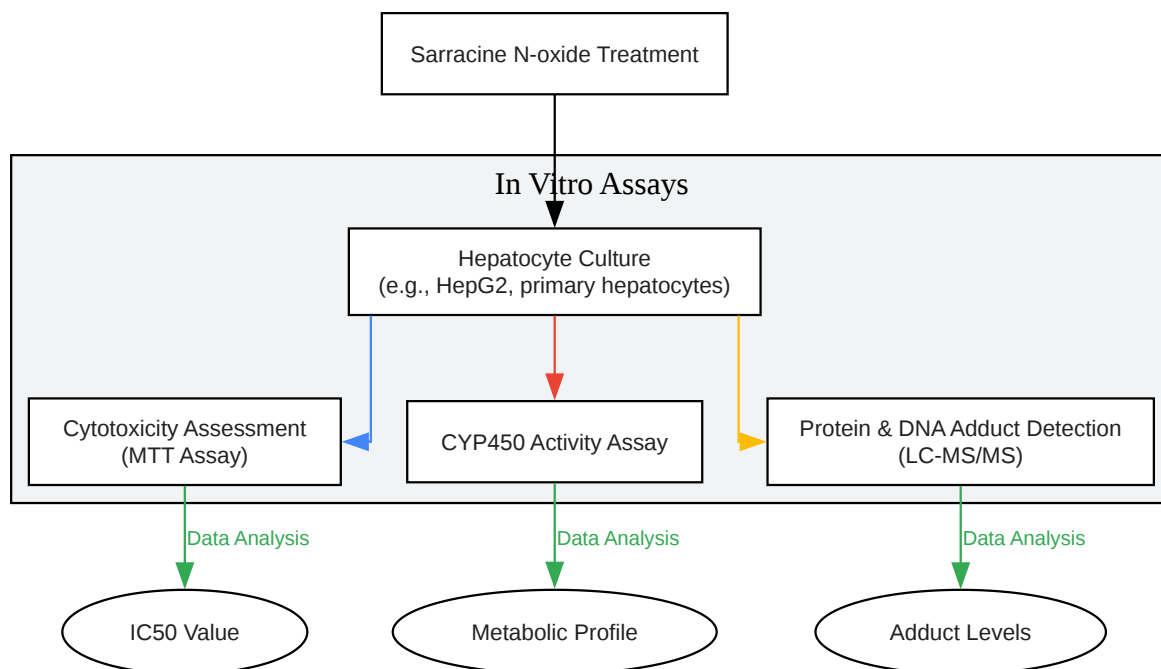 Sarracine N-oxide Treatment
In Vitro Assays
Hepatocyte Culture
(e.g., HepG2, primary hepatocytes)
Cytotoxicity Assessment
(MTT Assay)
CYP450 Activity Assay
Protein & DNA Adduct Detection
(LC-MS/MS)
Data Analysis
Data Analysis
Data Analysis
IC50 Value
Metabolic Profile
Adduct Levels